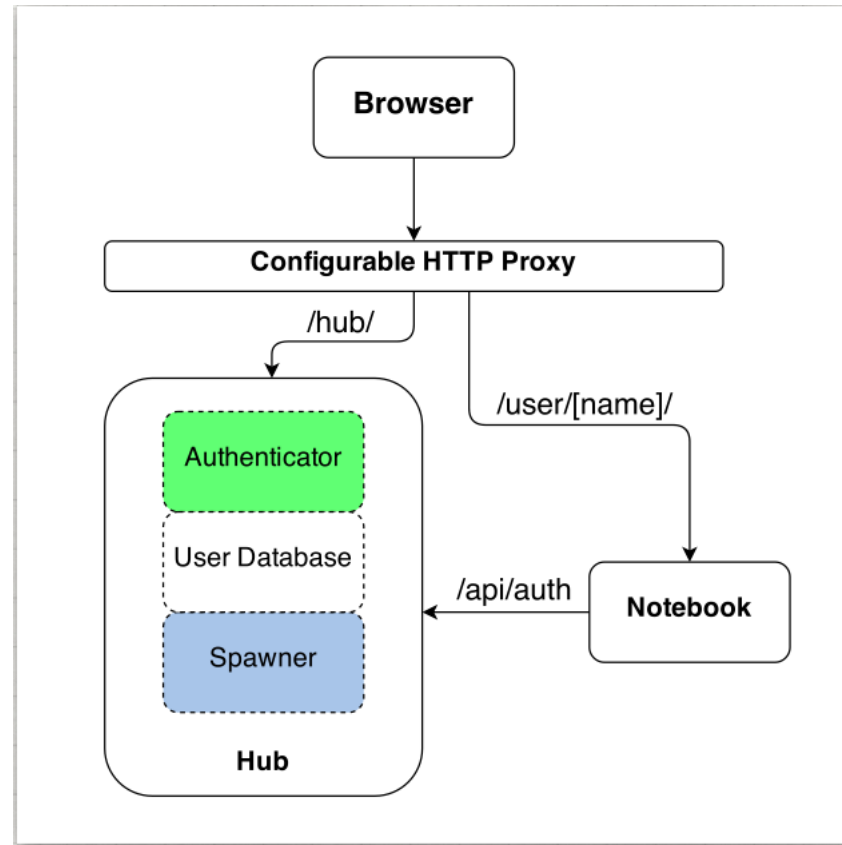 Browser
Configurable HTTP Proxy
/hub/
/user/[name]/
Authenticator
User Database
/api/auth
Notebook
Spawner
Hub